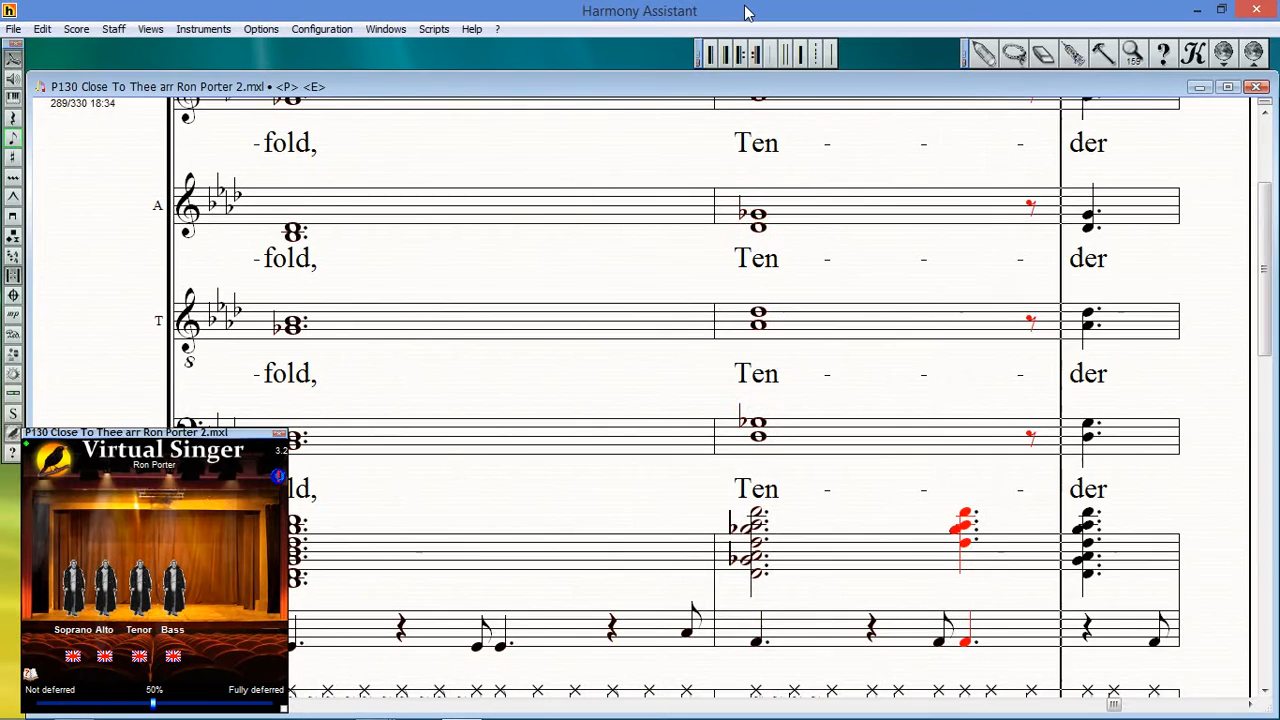 Harmony Assistant
File Edit Score Staff Views Instruments Options Configuration Windows Scripts Help ?
P130 Close To Thee arr Ron Porter 2.mxl • <P> <E>
289/330 18:34
-fold, Ten - - - der
A
-fold, Ten - - - der
T
-fold, Ten - - - der
P130 Close To Thee arr Ron Porter 2.mxl
Virtual Singer
3.2
Ron Porter
ld, Ten - - - der
Soprano Alto Tenor Bass
Not deferred 50% Fully deferred